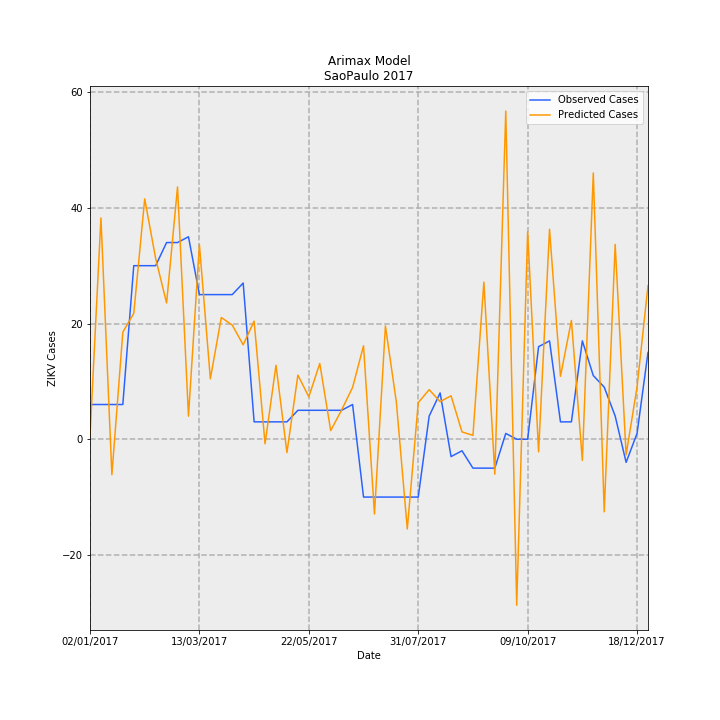 Arimax Model
SaoPaulo 2017
Observed Cases
Predicted Cases
60
40
20
0
−20
ZIKV Cases
02/01/2017 13/03/2017 22/05/2017 31/07/2017 09/10/2017 18/12/2017
Date